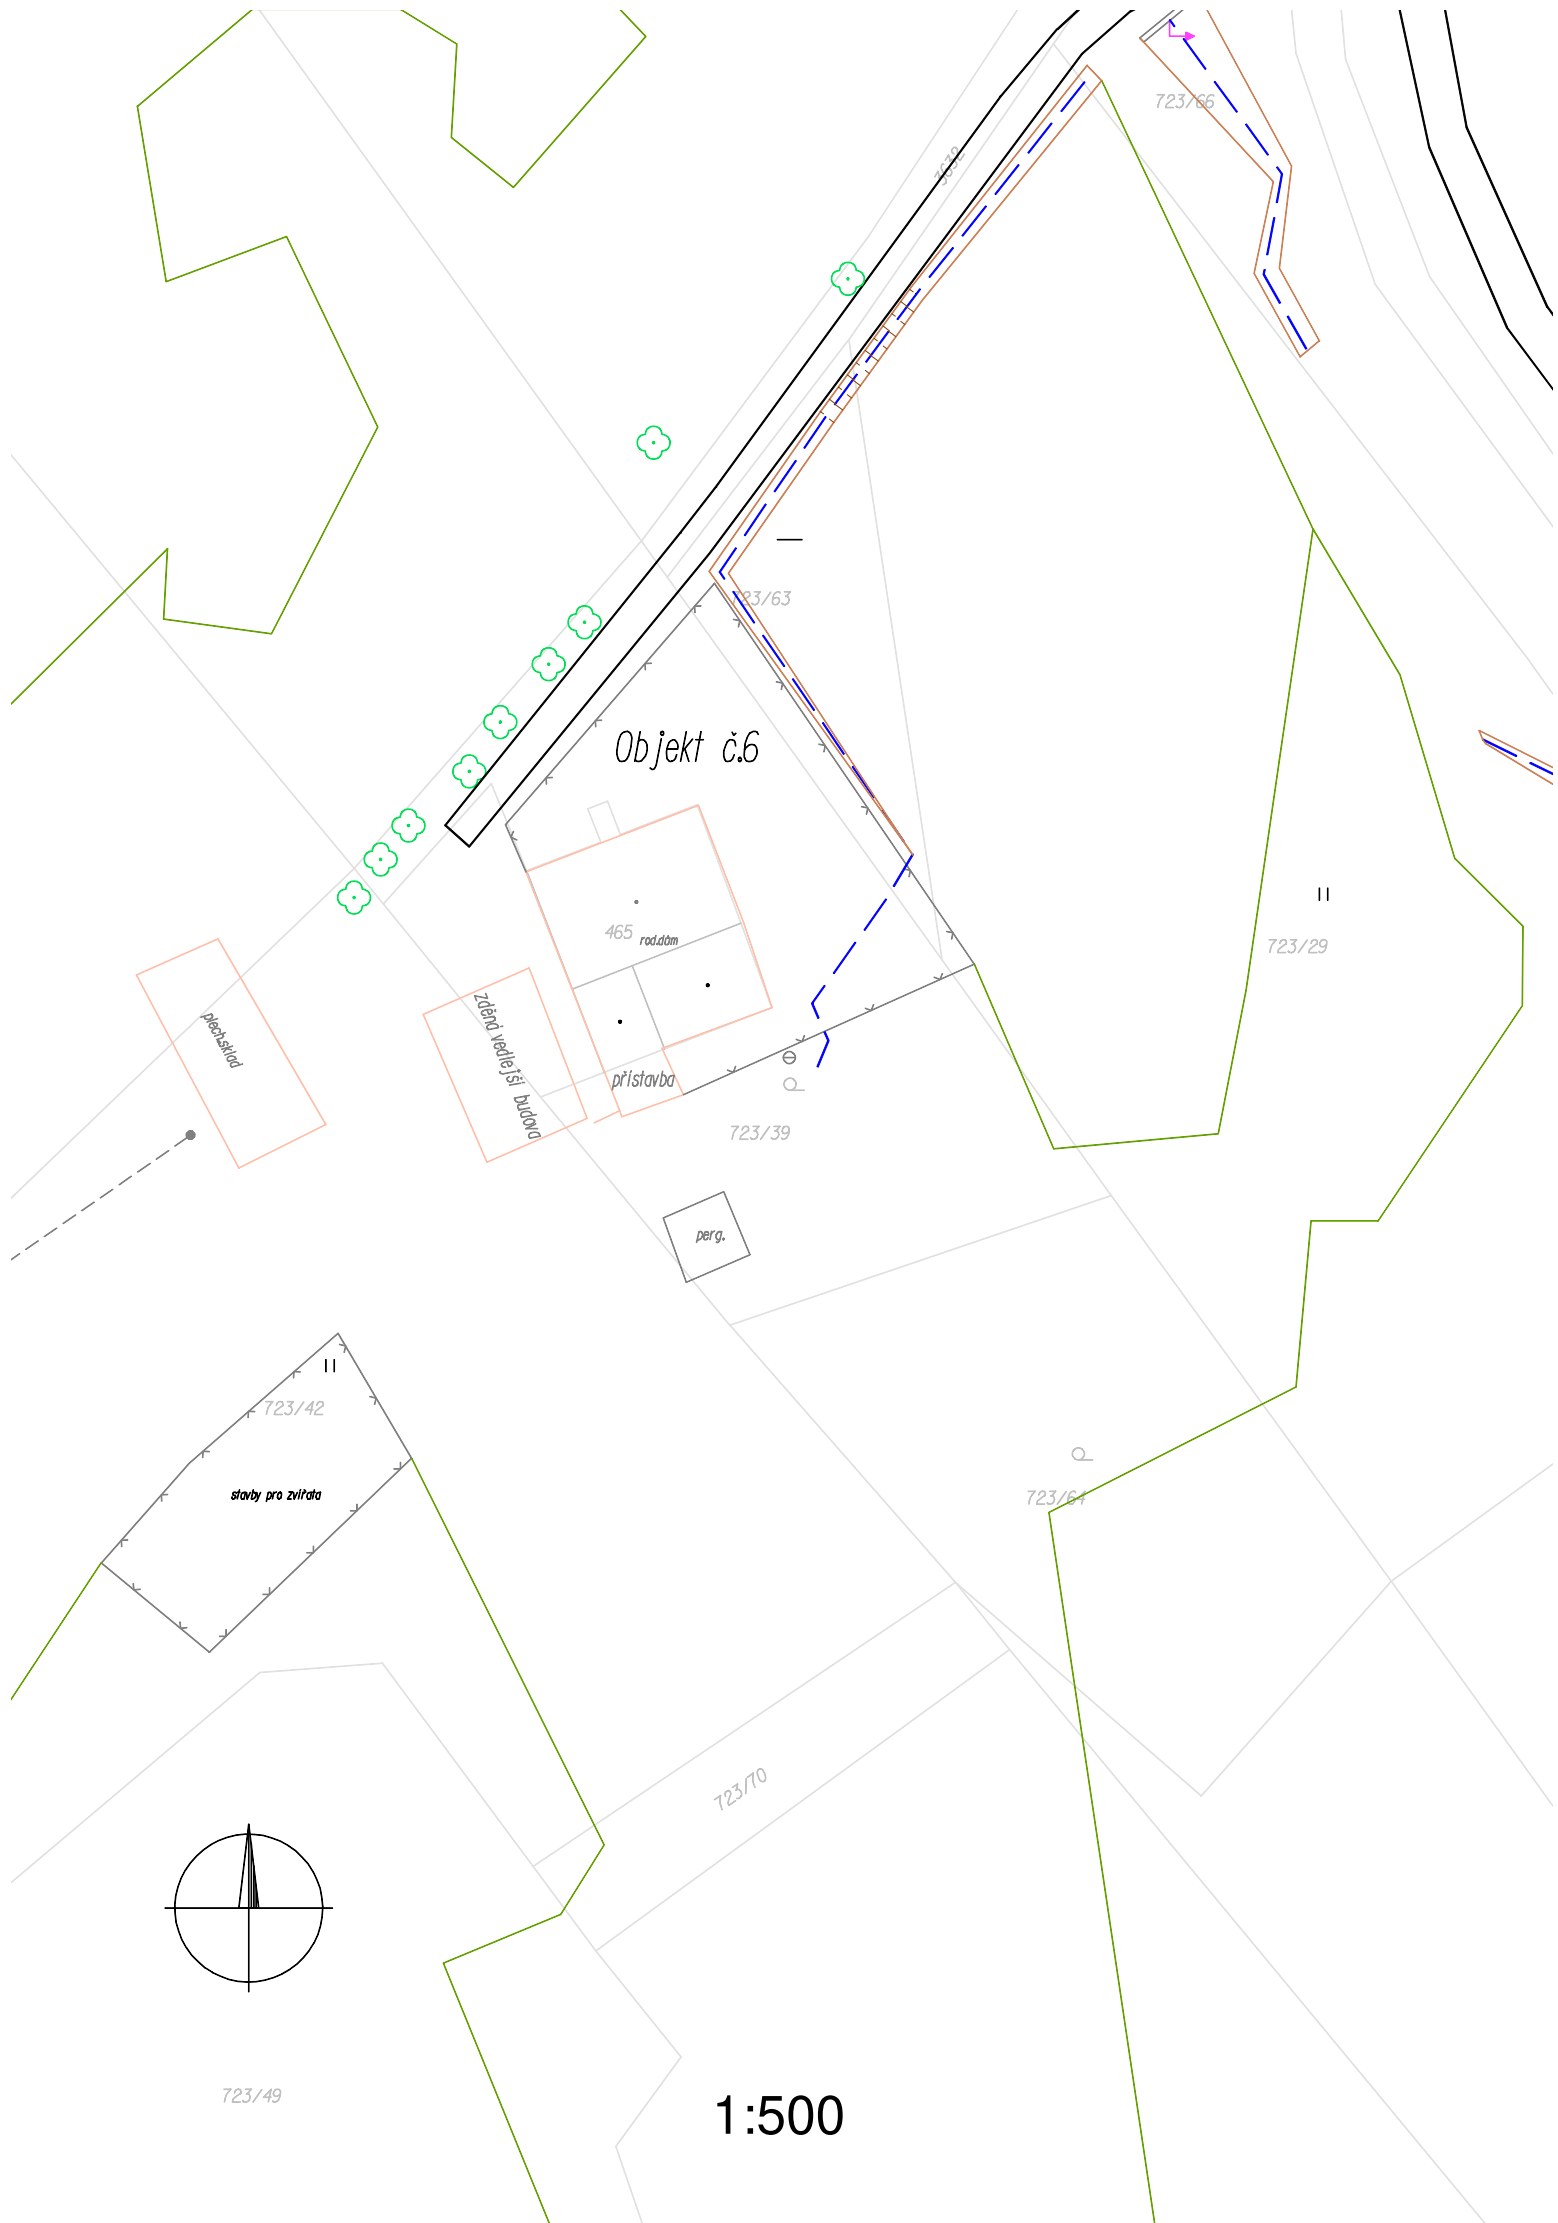 723/66
3632
723/63
Objekt č.6
465
rod.dům
723/29
plech.sklad
zděná vedlejší budova
přístavba
723/39
perg.
723/42
stavby pro zvířata
723/64
723/70
723/49
1:500